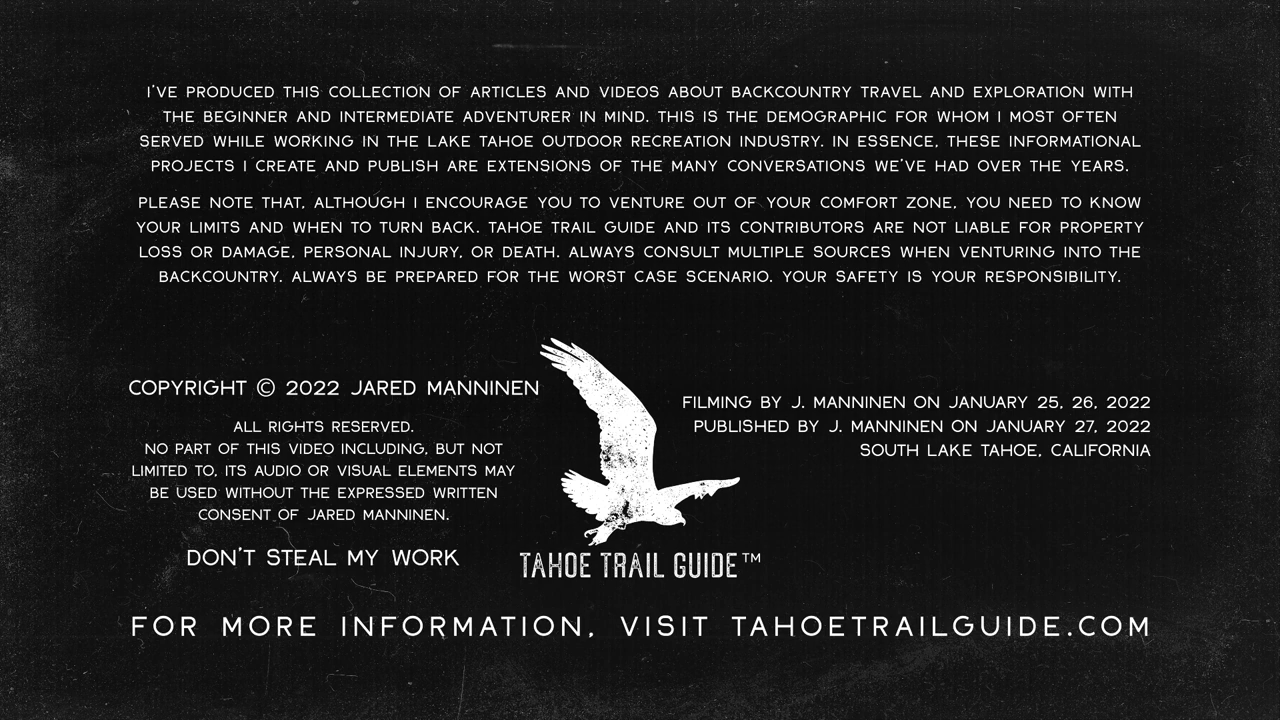 I'VE PRODUCED THIS COLLECTION OF ARTICLES AND VIDEOS ABOUT BACKCOUNTRY TRAVEL AND EXPLORATION WITH
THE BEGINNER AND INTERMEDIATE ADVENTURER IN MIND. THIS IS THE DEMOGRAPHIC FOR WHOM I MOST OFTEN
SERVED WHILE WORKING IN THE LAKE TAHOE OUTDOOR RECREATION INDUSTRY. IN ESSENCE, THESE INFORMATIONAL
PROJECTS I CREATE AND PUBLISH ARE EXTENSIONS OF THE MANY CONVERSATIONS WE'VE HAD OVER THE YEARS.
PLEASE NOTE THAT, ALTHOUGH I ENCOURAGE YOU TO VENTURE OUT OF YOUR COMFORT ZONE, YOU NEED TO KNOW
YOUR LIMITS AND WHEN TO TURN BACK. TAHOE TRAIL GUIDE AND ITS CONTRIBUTORS ARE NOT LIABLE FOR PROPERTY
LOSS OR DAMAGE, PERSONAL INJURY, OR DEATH. ALWAYS CONSULT MULTIPLE SOURCES WHEN VENTURING INTO THE
BACKCOUNTRY. ALWAYS BE PREPARED FOR THE WORST CASE SCENARIO. YOUR SAFETY IS YOUR RESPONSIBILITY.
COPYRIGHT © 2022 JARED MANNINEN
ALL RIGHTS RESERVED.
NO PART OF THIS VIDEO INCLUDING, BUT NOT
LIMITED TO, ITS AUDIO OR VISUAL ELEMENTS MAY
BE USED WITHOUT THE EXPRESSED WRITTEN
CONSENT OF JARED MANNINEN.
DON'T STEAL MY WORK
TAHOE TRAIL GUIDE™
FILMING BY J. MANNINEN ON JANUARY 25, 26, 2022
PUBLISHED BY J. MANNINEN ON JANUARY 27, 2022
SOUTH LAKE TAHOE, CALIFORNIA
FOR MORE INFORMATION, VISIT TAHOETRAILGUIDE.COM